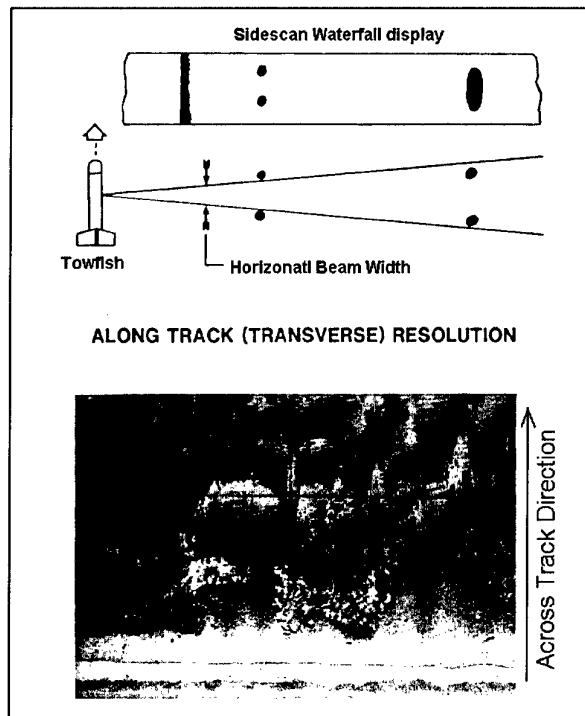 Sidescan Waterfall display
Towfish
Horizonatl Beam Width
ALONG TRACK (TRANSVERSE) RESOLUTION
Across Track Direction